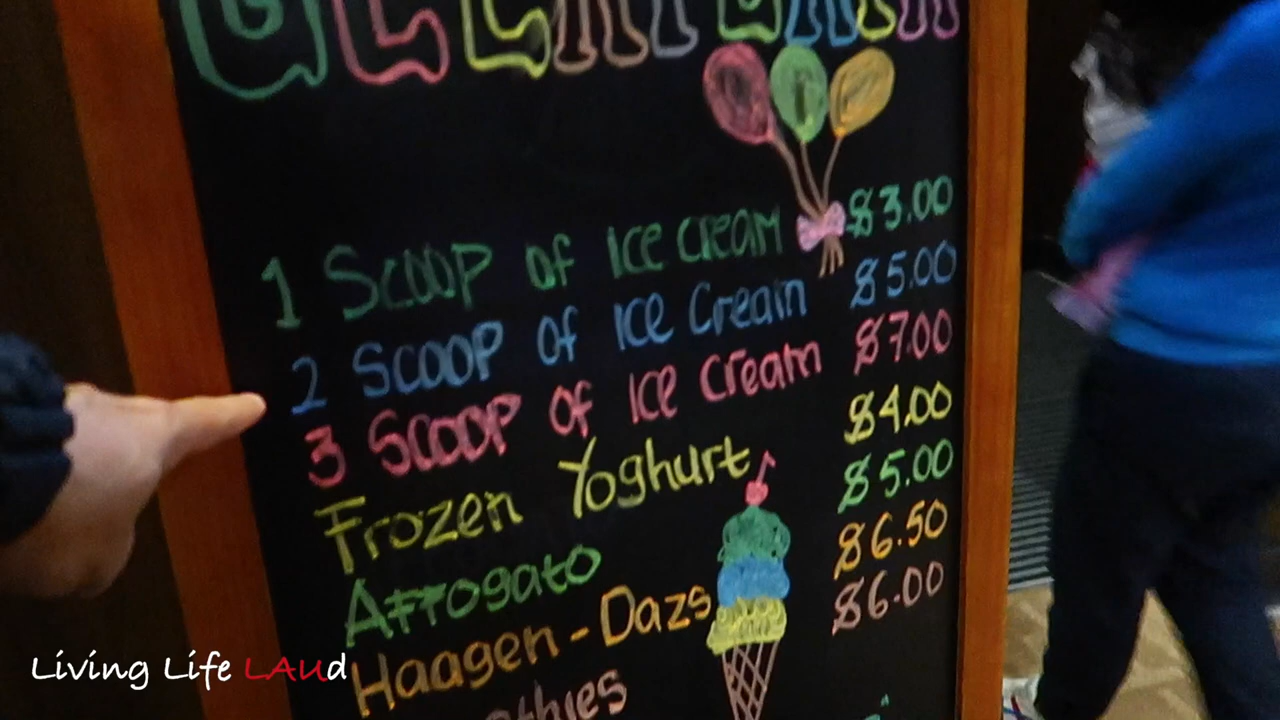 1 Scoop of Ice cream $3.00
2 Scoop of Ice Cream $5.00
3 Scoop of Ice Cream $7.00
Frozen Yoghurt $4.00
Affogato $5.00
Haagen-Dazs $6.50
$6.00
Living Life LAUd